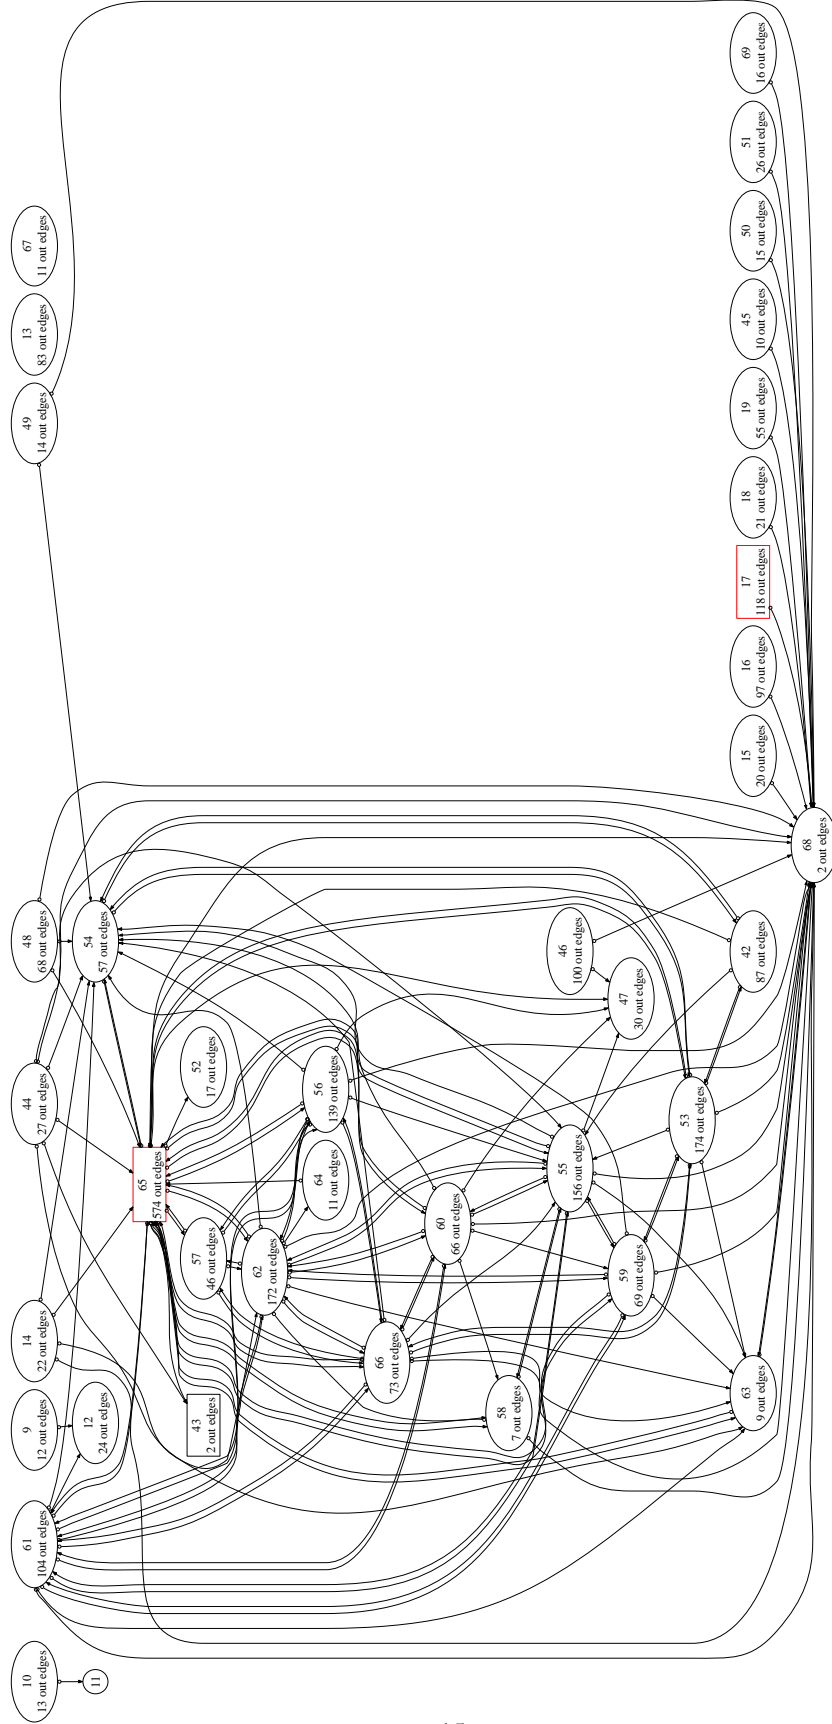 69
16 out edges
51
26 out edges
50
15 out edges
45
10 out edges
19
55 out edges
18
21 out edges
17
118 out edges
16
97 out edges
15
20 out edges
68
2 out edges
67
11 out edges
13
83 out edges
49
14 out edges
48
68 out edges
54
57 out edges
46
100 out edges
47
30 out edges
42
87 out edges
44
27 out edges
52
17 out edges
56
139 out edges
53
174 out edges
65
574 out edges
64
11 out edges
55
156 out edges
57
46 out edges
62
172 out edges
60
66 out edges
59
69 out edges
14
22 out edges
66
73 out edges
63
9 out edges
9
12 out edges
12
24 out edges
43
2 out edges
58
7 out edges
61
104 out edges
10
13 out edges
11